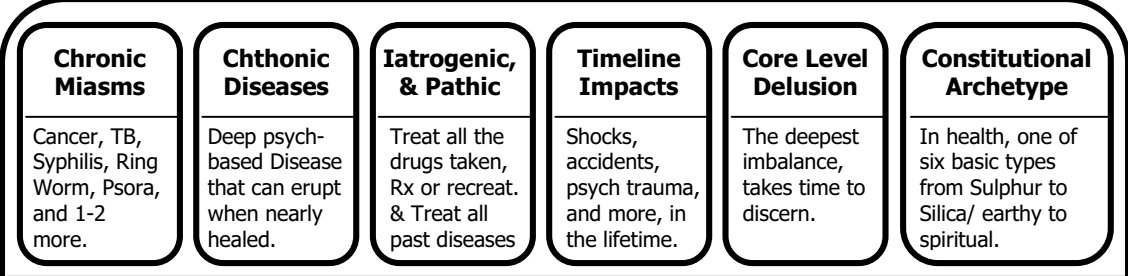 Chronic
Miasms
Cancer, TB,
Syphilis, Ring
Worm, Psora,
and 1-2
more.
Chthonic
Diseases
Deep psych-
based Disease
that can erupt
when nearly
healed.
Iatrogenic,
& Pathic
Treat all the
drugs taken,
Rx or recreat.
& Treat all
past diseases
Timeline
Impacts
Shocks,
accidents,
psych trauma,
and more, in
the lifetime.
Core Level
Delusion
The deepest
imbalance,
takes time to
discern.
Constitutional
Archetype
In health, one of
six basic types
from Sulphur to
Silica/ earthy to
spiritual.